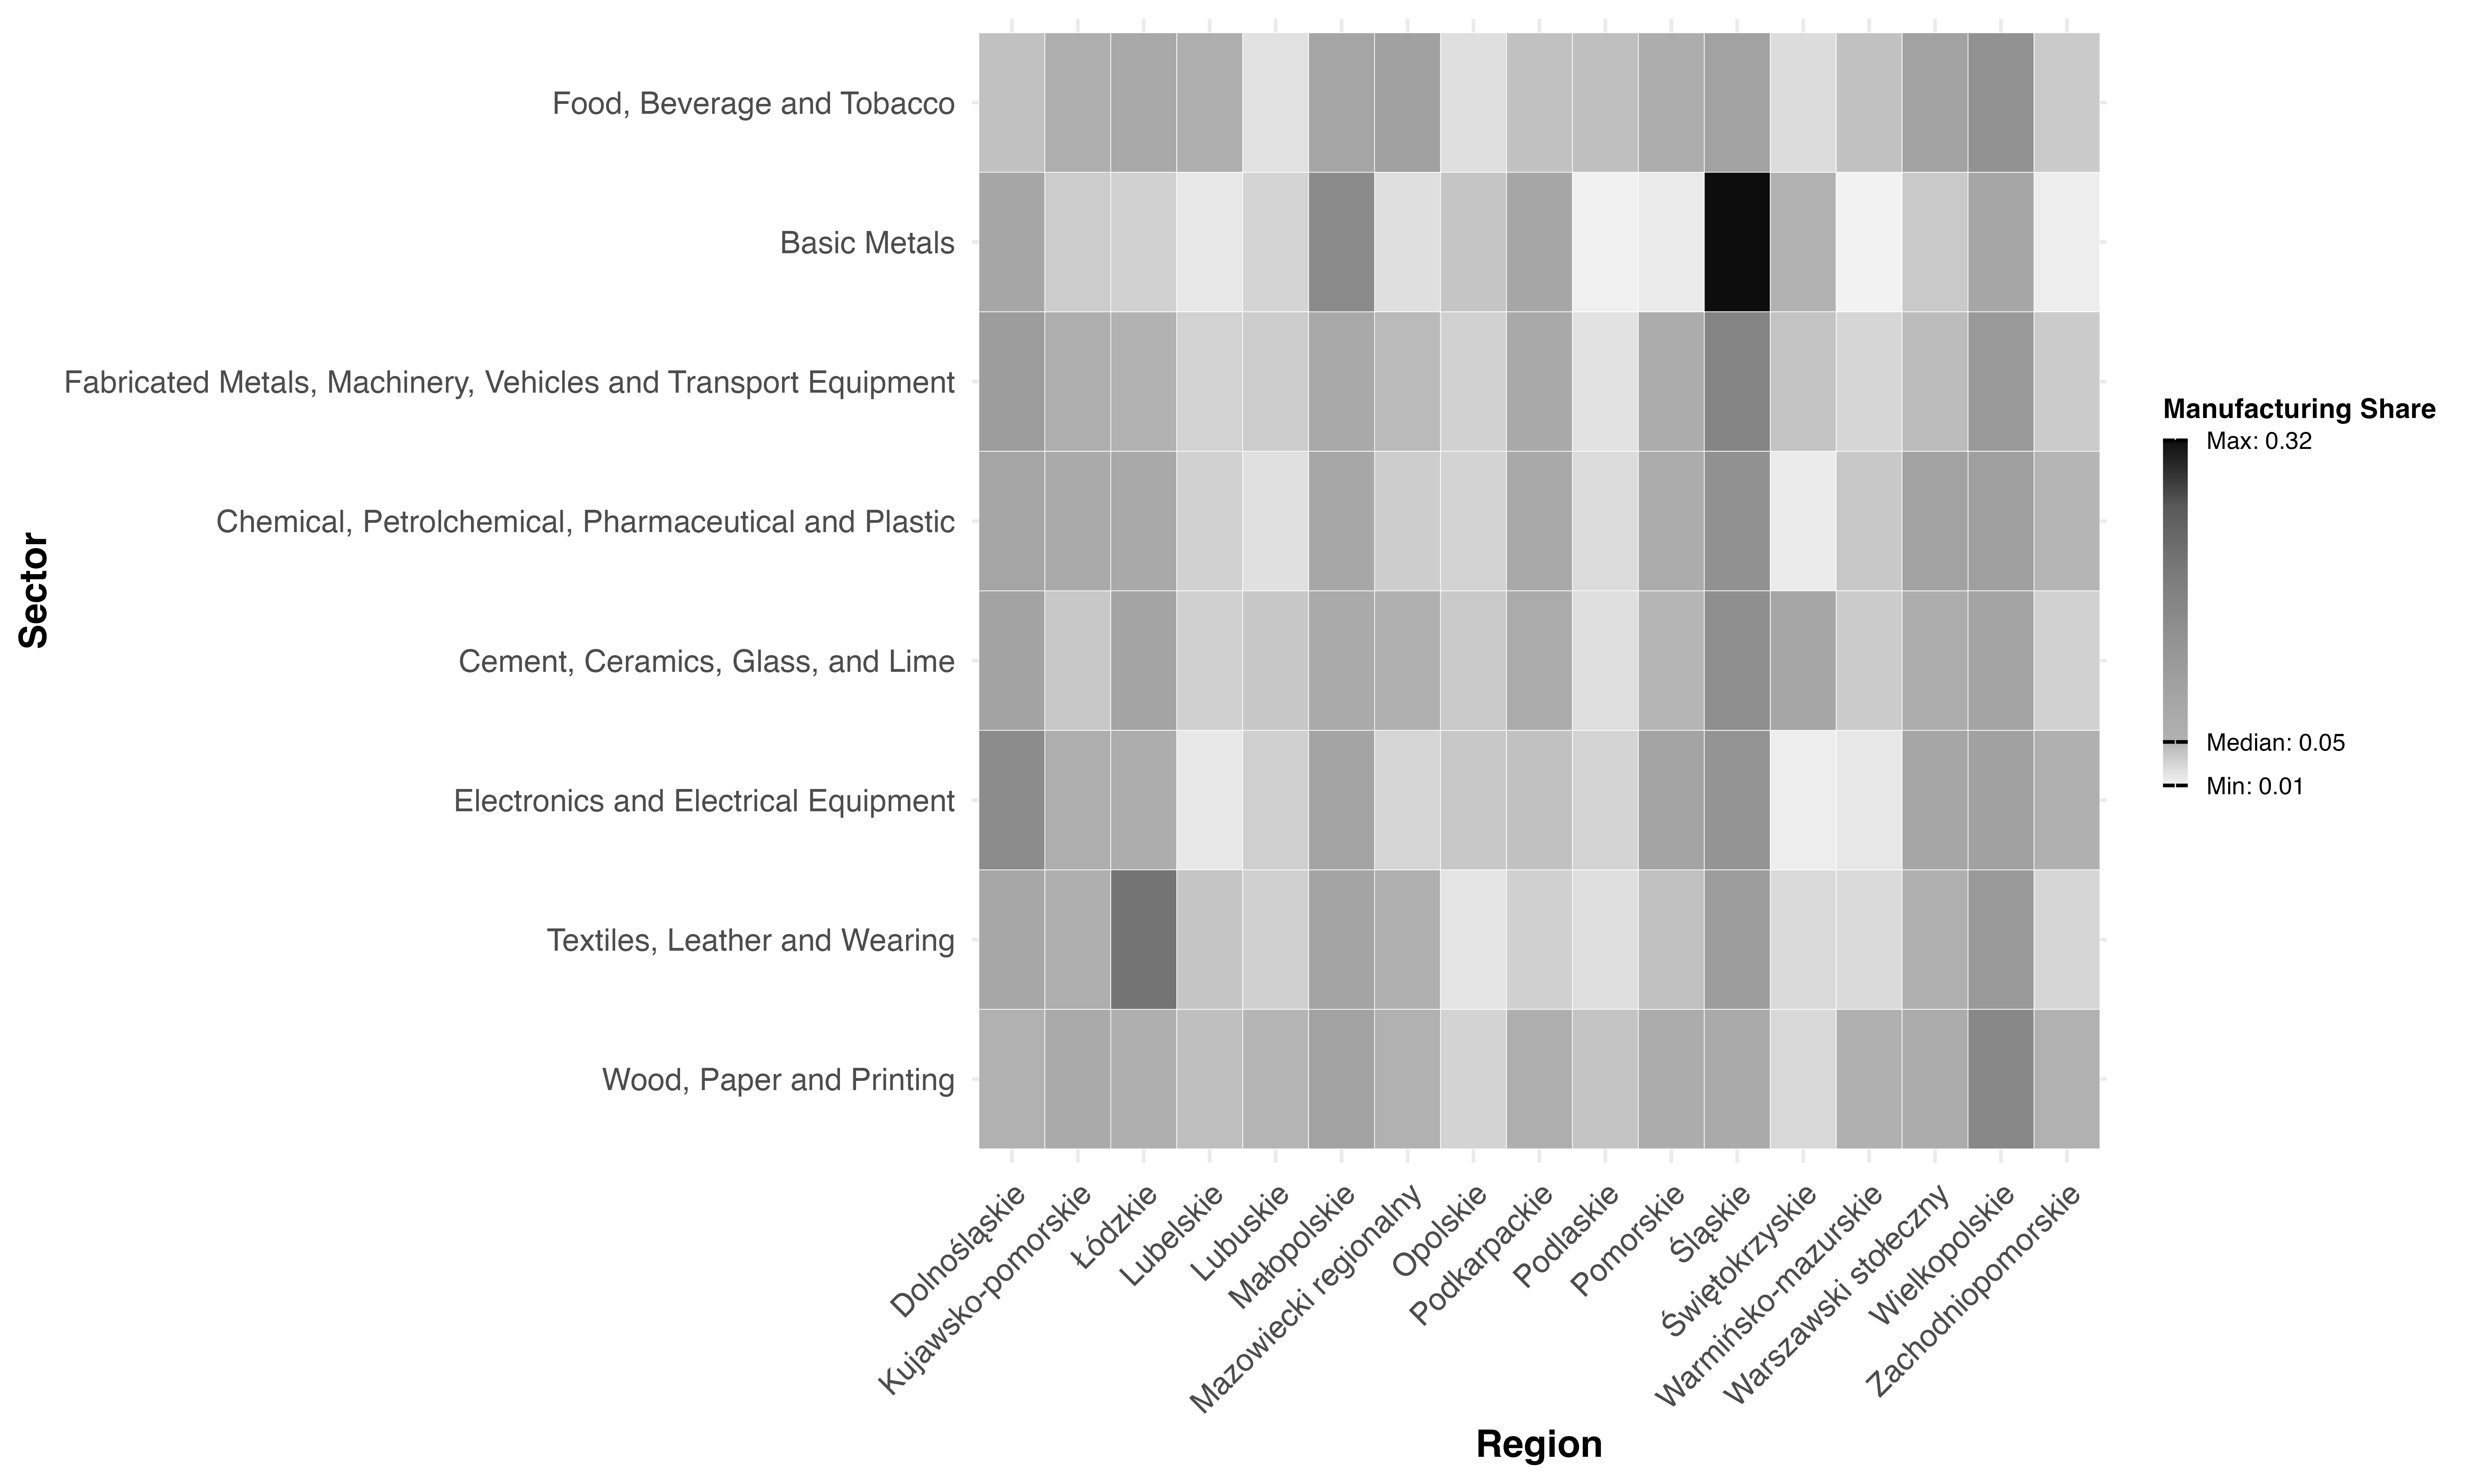 Food, Beverage and Tobacco
Basic Metals
Fabricated Metals, Machinery, Vehicles and Transport Equipment
Chemical, Petrolchemical, Pharmaceutical and Plastic
Cement, Ceramics, Glass, and Lime
Electronics and Electrical Equipment
Textiles, Leather and Wearing
Wood, Paper and Printing
Sector
Dolnośląskie
Kujawsko-pomorskie
Łódzkie
Lubelskie
Lubuskie
Małopolskie
Mazowiecki regionalny
Opolskie
Podkarpackie
Podlaskie
Pomorskie
Śląskie
Świętokrzyskie
Warmińsko-mazurskie
Warszawski stołeczny
Wielkopolskie
Zachodniopomorskie
Region
Manufacturing Share
Max: 0.32
Median: 0.05
Min: 0.01